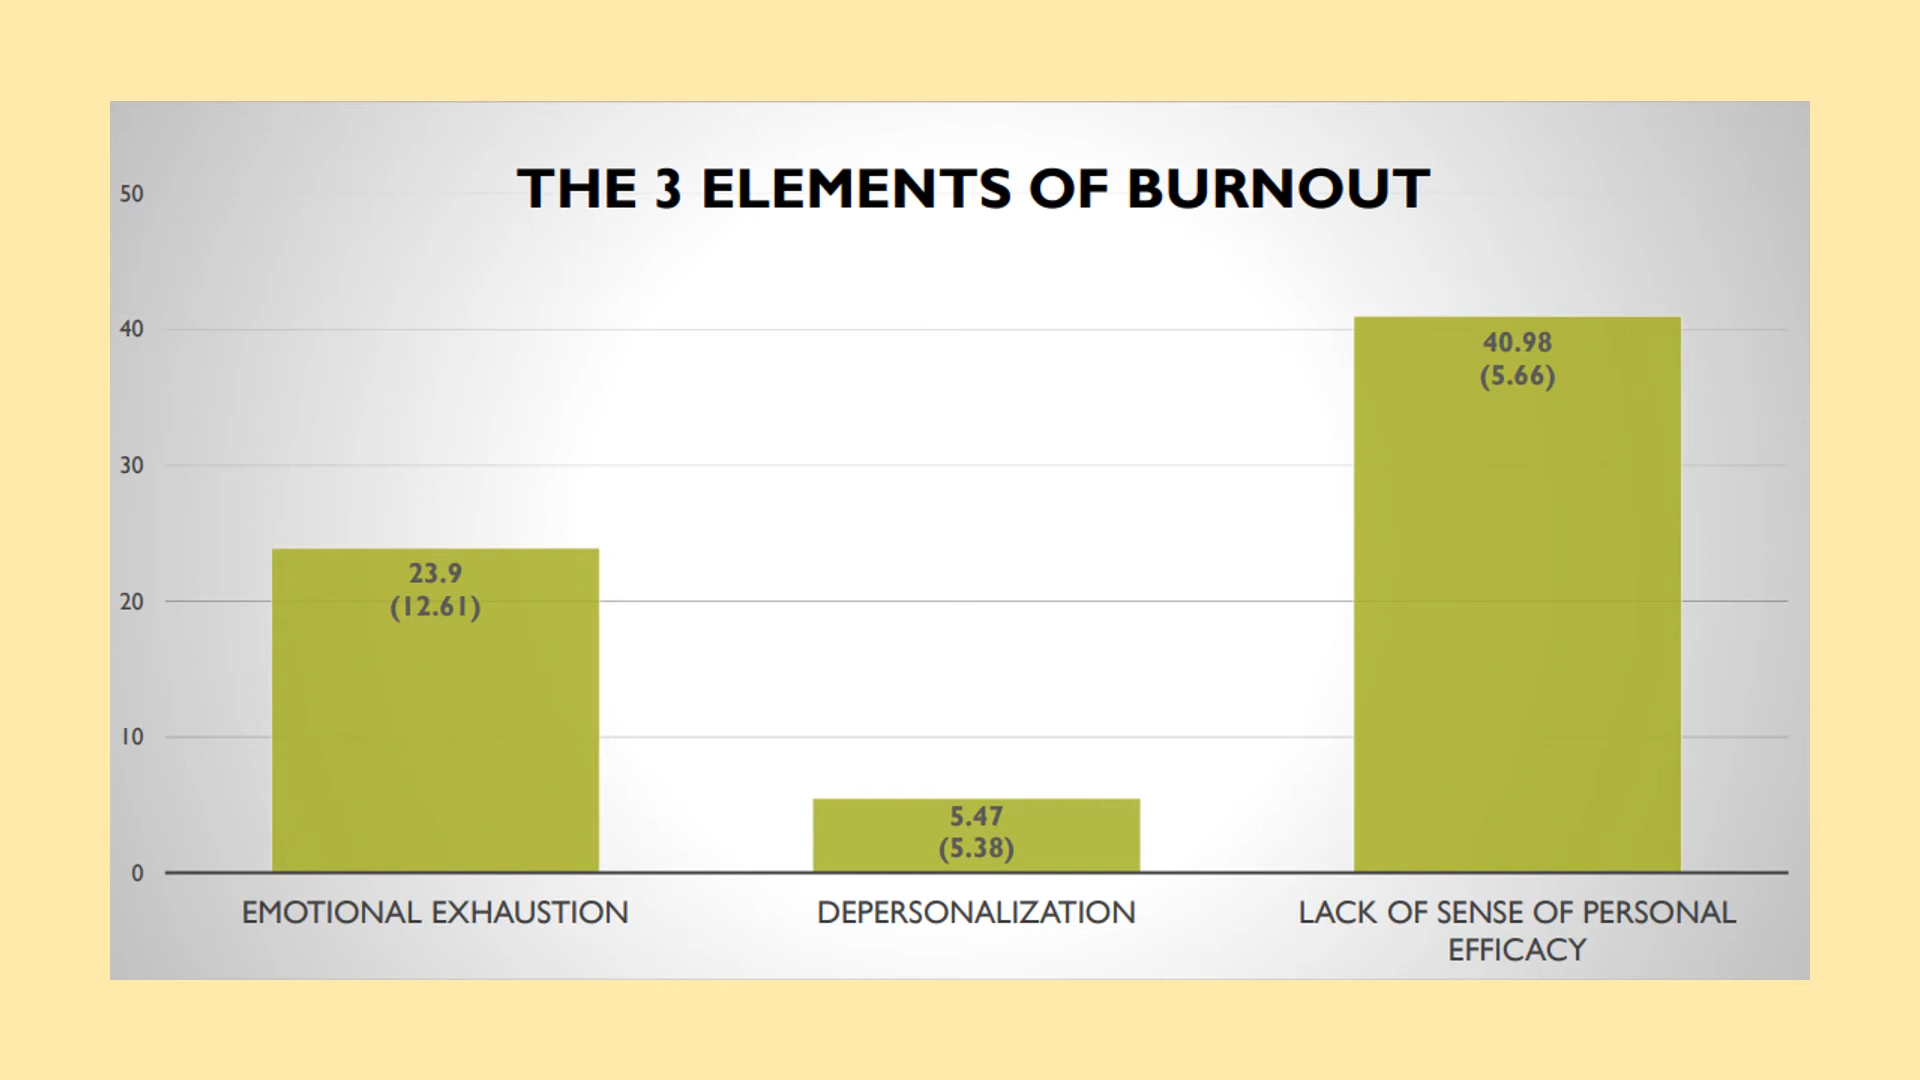 THE 3 ELEMENTS OF BURNOUT
50
40
30
20
10
0
23.9
(12.61)
5.47
(5.38)
40.98
(5.66)
EMOTIONAL EXHAUSTION
DEPERSONALIZATION
LACK OF SENSE OF PERSONAL
EFFICACY